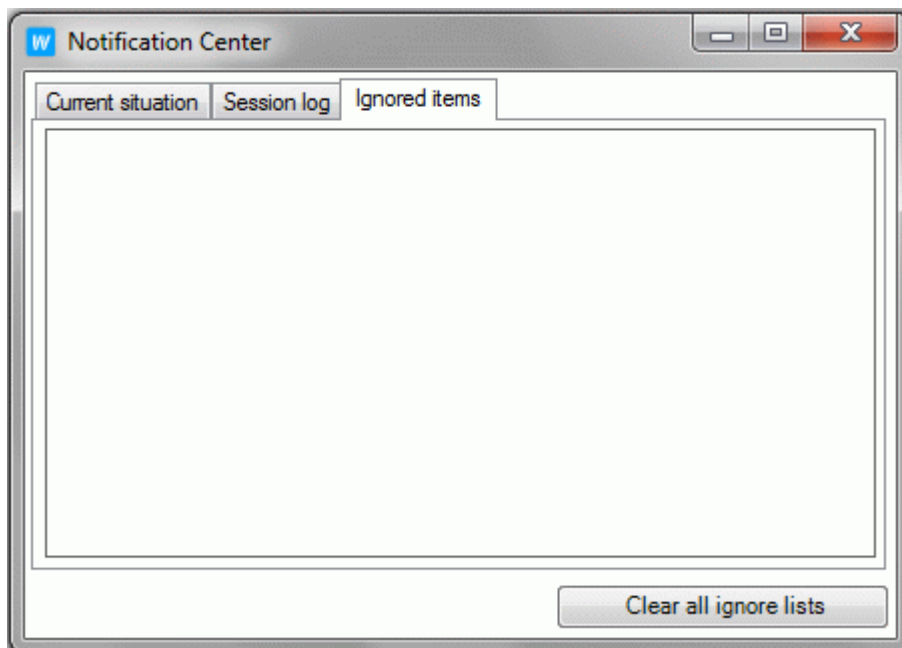 W Notification Center
Current situation Session log Ignored items
Clear all ignore lists